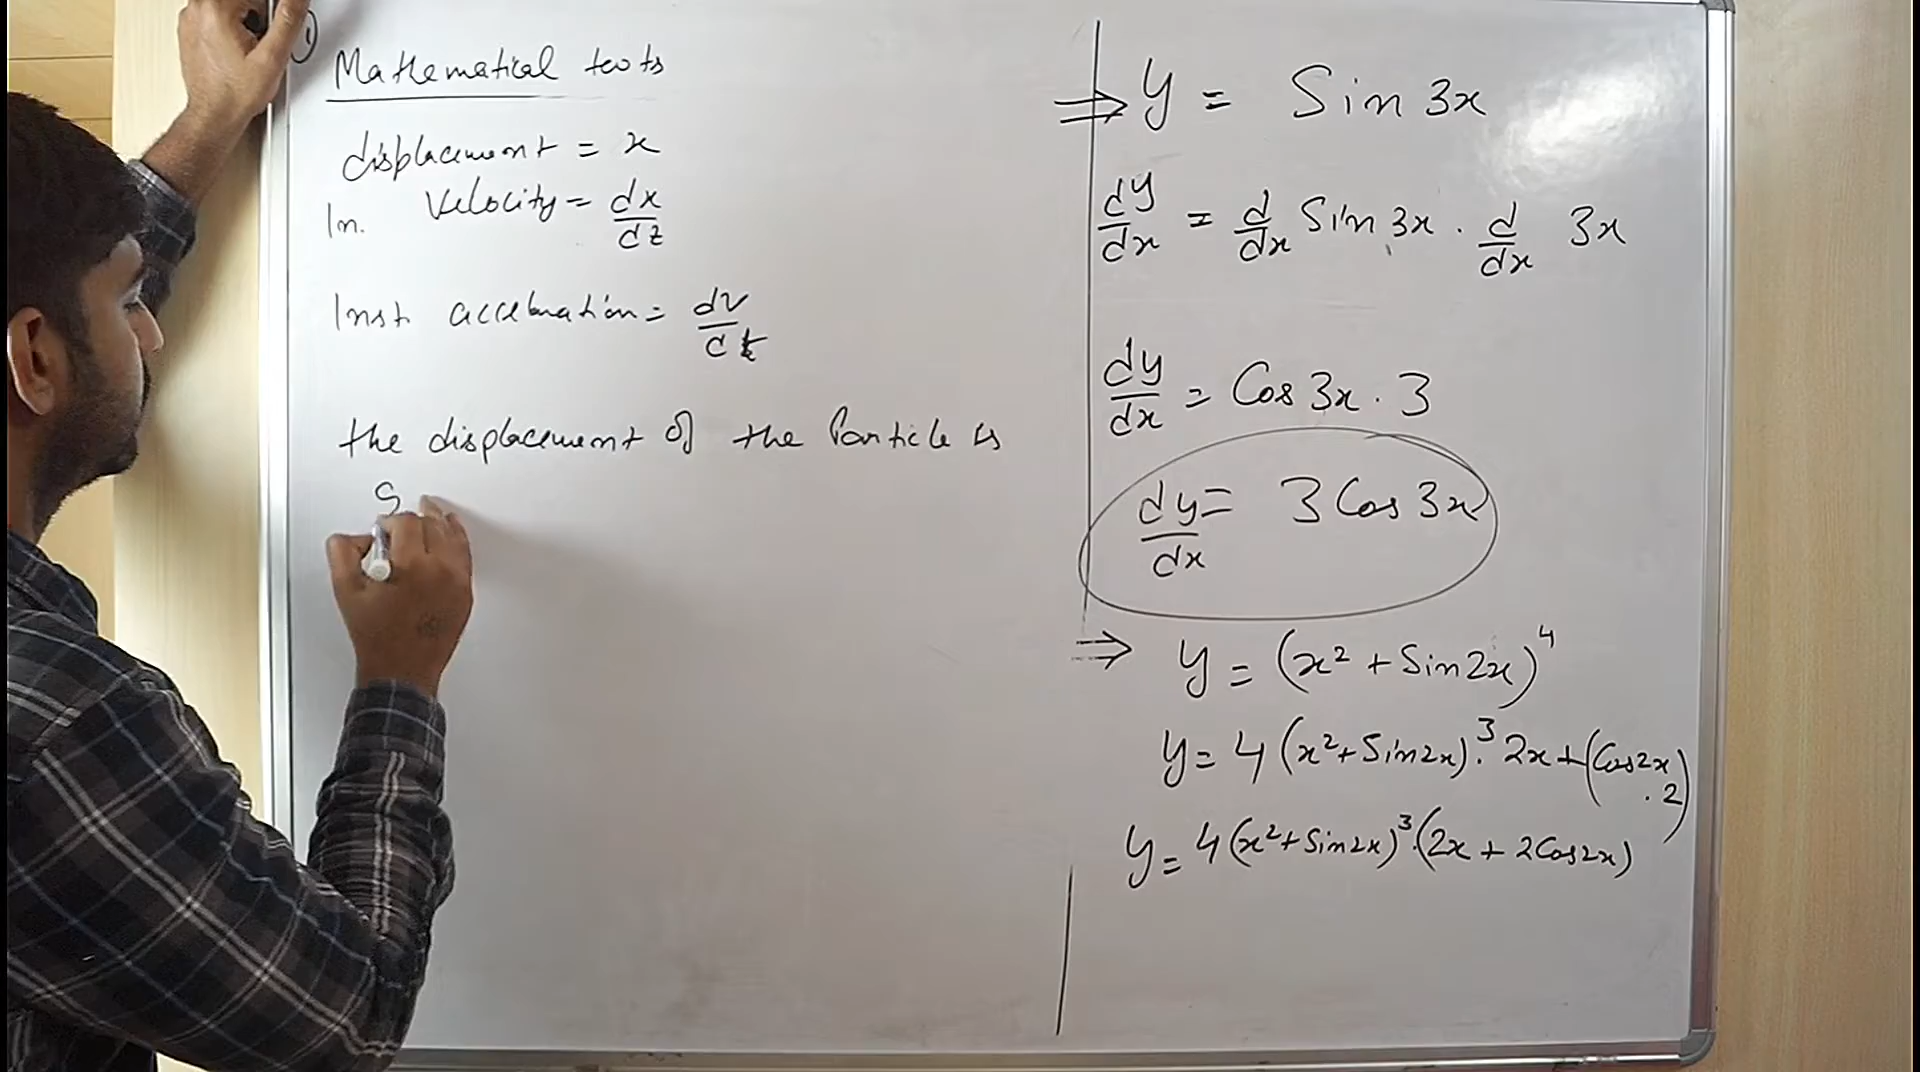 Mathematical tools
displacement = x
In. Velocity = dx/dt
Inst. acceleration = dv/dt
the displacement of the Particle is
S
⇒ y = Sin 3x
dy/dx = d/dx Sin 3x . d/dx 3x
dy/dx = Cos 3x . 3
dy/dx = 3 Cos 3x
⇒ y = (x² + Sin2x)⁴
y = 4 (x² + Sin2x)³ . 2x + (Cos2x . 2)
y = 4 (x² + Sin2x)³ . (2x + 2Cos2x)